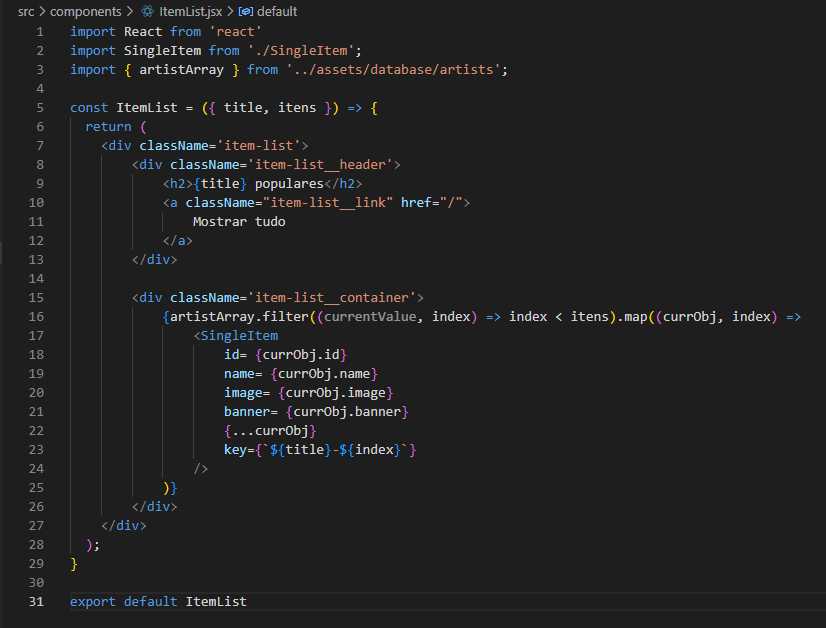 src > components > ItemList.jsx > default
1 import React from 'react'
2 import SingleItem from './SingleItem';
3 import { artistArray } from '../assets/database/artists';
4
5 const ItemList = ({ title, itens }) => {
6   return (
7     <div className='item-list'>
8         <div className='item-list__header'>
9             <h2>{title} populares</h2>
10             <a className="item-list__link" href="/">
11                 Mostrar tudo
12             </a>
13         </div>
14
15         <div className='item-list__container'>
16             {artistArray.filter((currentValue, index) => index < itens).map((currObj, index) =>
17                 <SingleItem
18                     id= {currObj.id}
19                     name= {currObj.name}
20                     image= {currObj.image}
21                     banner= {currObj.banner}
22                     {...currObj}
23                     key={`${title}-${index}`}
24                 />
25             )}
26         </div>
27     </div>
28   );
29 }
30
31 export default ItemList